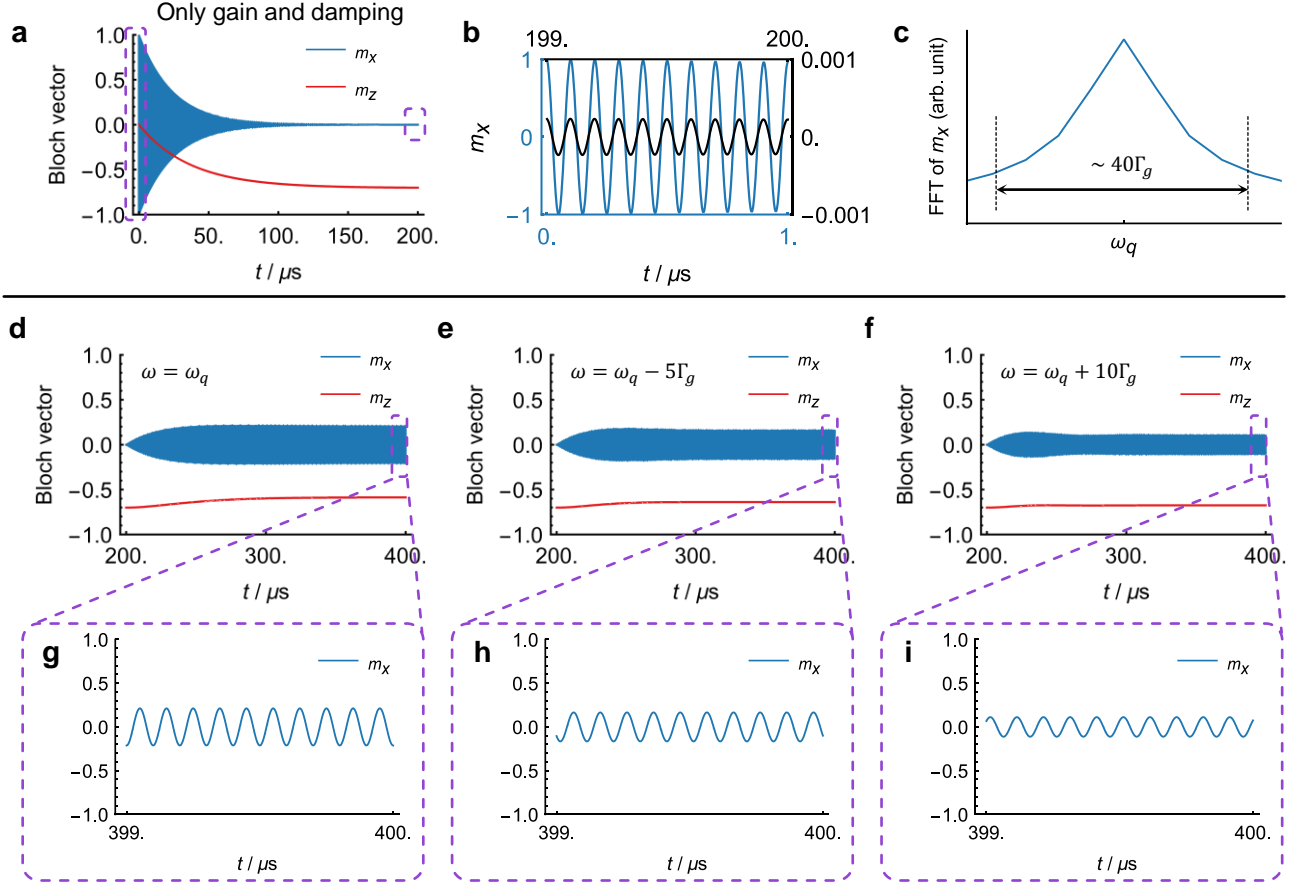 Only gain and damping
a
Bloch vector
1.0
0.5
0.0
−0.5
−1.0
m_x
m_z
0. 50. 100. 150. 200.
t / μs
b
199. 200.
m_x
1
0
−1
0.001
0.
−0.001
0. 1.
t / μs
c
FFT of m_x (arb. unit)
~ 40Γ_g
ω_q
d
Bloch vector
1.0
0.5
0.0
−0.5
−1.0
ω = ω_q
m_x
m_z
200. 300. 400.
t / μs
e
Bloch vector
1.0
0.5
0.0
−0.5
−1.0
ω = ω_q − 5Γ_g
m_x
m_z
200. 300. 400.
t / μs
f
Bloch vector
1.0
0.5
0.0
−0.5
−1.0
ω = ω_q + 10Γ_g
m_x
m_z
200. 300. 400.
t / μs
g
1.0
0.5
0.0
−0.5
−1.0
m_x
399. 400.
t / μs
h
1.0
0.5
0.0
−0.5
−1.0
m_x
399. 400.
t / μs
i
1.0
0.5
0.0
−0.5
−1.0
m_x
399. 400.
t / μs